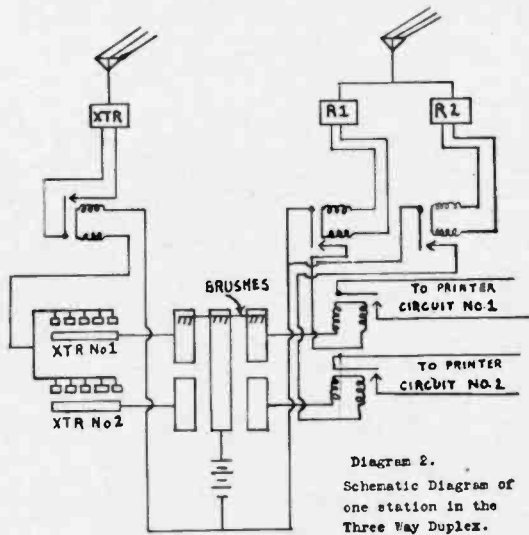 XTR
R1
R2
BRUSHES
TO PRINTER
CIRCUIT NO.1
XTR No1
TO PRINTER
CIRCUIT NO.2
XTR No2
Diagram 2.
Schematic Diagram of
one station in the
Three Way Duplex.